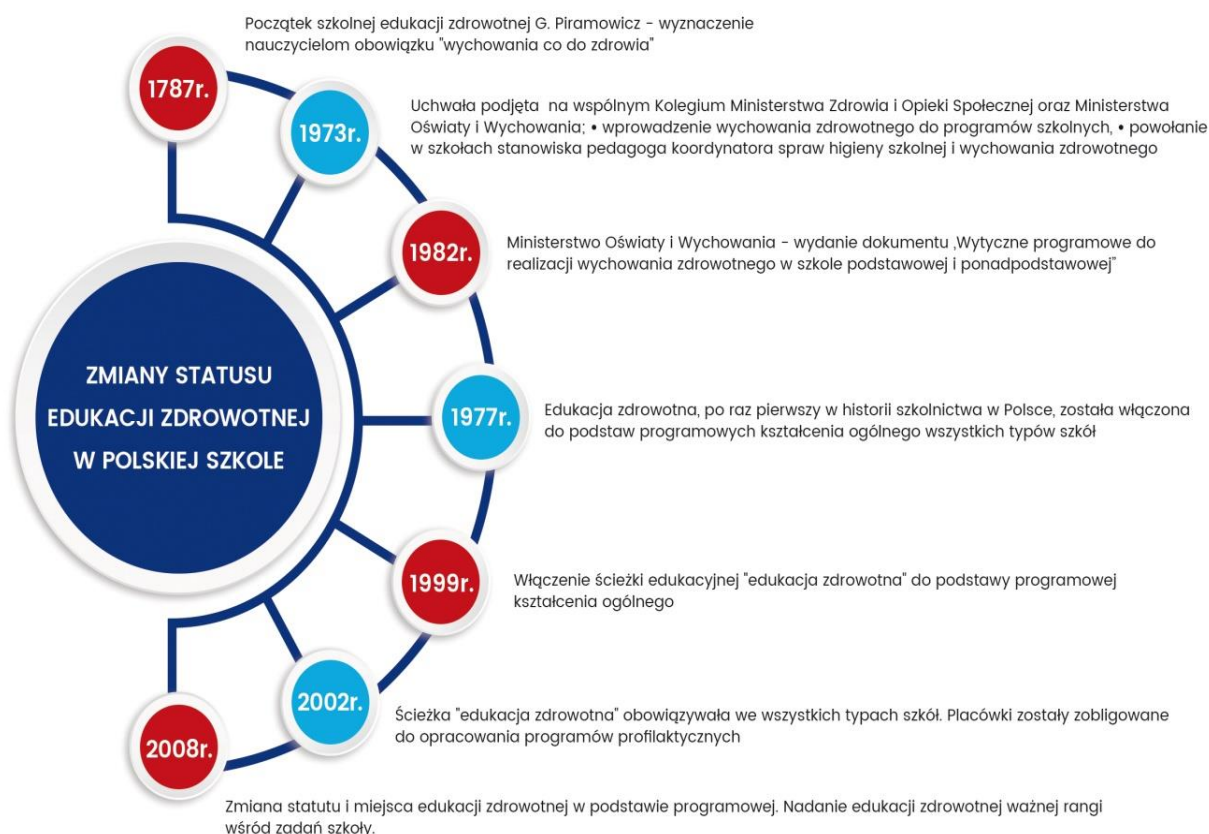 Początek szkolnej edukacji zdrowotnej G. Piramowicz - wyznaczenie
nauczycielom obowiązku "wychowania co do zdrowia"
1787r.
1973r.
Uchwała podjęta na wspólnym Kolegium Ministerstwa Zdrowia i Opieki Społecznej oraz Ministerstwa
Oświaty i Wychowania; • wprowadzenie wychowania zdrowotnego do programów szkolnych, • powołanie
w szkołach stanowiska pedagoga koordynatora spraw higieny szkolnej i wychowania zdrowotnego
1982r.
Ministerstwo Oświaty i Wychowania - wydanie dokumentu „Wytyczne programowe do
realizacji wychowania zdrowotnego w szkole podstawowej i ponadpodstawowej"
ZMIANY STATUSU
EDUKACJI ZDROWOTNEJ
W POLSKIEJ SZKOLE
1977r.
Edukacja zdrowotna, po raz pierwszy w historii szkolnictwa w Polsce, została włączona
do podstaw programowych kształcenia ogólnego wszystkich typów szkół
1999r.
Włączenie ścieżki edukacyjnej "edukacja zdrowotna" do podstawy programowej
kształcenia ogólnego
2002r.
Ścieżka "edukacja zdrowotna" obowiązywała we wszystkich typach szkół. Placówki zostały zobligowane
do opracowania programów profilaktycznych
2008r.
Zmiana statutu i miejsca edukacji zdrowotnej w podstawie programowej. Nadanie edukacji zdrowotnej ważnej rangi
wśród zadań szkoły.